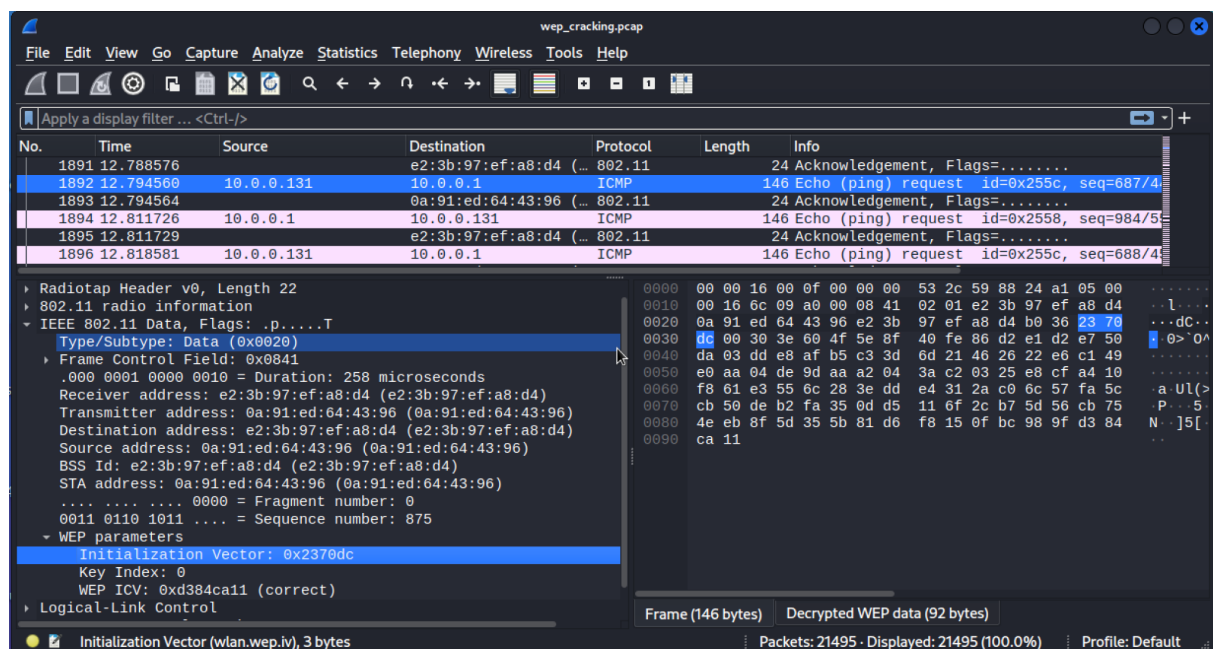 wep_cracking.pcap
File Edit View Go Capture Analyze Statistics Telephony Wireless Tools Help
Apply a display filter ... <Ctrl-/>
No. Time Source Destination Protocol Length Info
1891 12.788576 e2:3b:97:ef:a8:d4 (… 802.11 24 Acknowledgement, Flags=........
1892 12.794560 10.0.0.131 10.0.0.1 ICMP 146 Echo (ping) request id=0x255c, seq=687/4
1893 12.794564 0a:91:ed:64:43:96 (… 802.11 24 Acknowledgement, Flags=........
1894 12.811726 10.0.0.1 10.0.0.131 ICMP 146 Echo (ping) request id=0x2558, seq=984/5
1895 12.811729 e2:3b:97:ef:a8:d4 (… 802.11 24 Acknowledgement, Flags=........
1896 12.818581 10.0.0.131 10.0.0.1 ICMP 146 Echo (ping) request id=0x255c, seq=688/4
Radiotap Header v0, Length 22
802.11 radio information
IEEE 802.11 Data, Flags: .p.....T
Type/Subtype: Data (0x0020)
Frame Control Field: 0x0841
.000 0001 0000 0010 = Duration: 258 microseconds
Receiver address: e2:3b:97:ef:a8:d4 (e2:3b:97:ef:a8:d4)
Transmitter address: 0a:91:ed:64:43:96 (0a:91:ed:64:43:96)
Destination address: e2:3b:97:ef:a8:d4 (e2:3b:97:ef:a8:d4)
Source address: 0a:91:ed:64:43:96 (0a:91:ed:64:43:96)
BSS Id: e2:3b:97:ef:a8:d4 (e2:3b:97:ef:a8:d4)
STA address: 0a:91:ed:64:43:96 (0a:91:ed:64:43:96)
.... .... .... 0000 = Fragment number: 0
0011 0110 1011 .... = Sequence number: 875
WEP parameters
Initialization Vector: 0x2370dc
Key Index: 0
WEP ICV: 0xd384ca11 (correct)
Logical-Link Control
0000 00 00 16 00 0f 00 00 00 53 2c 59 88 24 a1 05 00 ·······
0010 00 16 6c 09 a0 00 08 41 02 01 e2 3b 97 ef a8 d4 ··l····
0020 0a 91 ed 64 43 96 e2 3b 97 ef a8 d4 b0 36 23 70 ···dC··
0030 dc 00 30 3e 60 4f 5e 8f 40 fe 86 d2 e1 d2 e7 50 ··0>`O^
0040 da 03 dd e8 af b5 c3 3d 6d 21 46 26 22 e6 c1 49 ·······
0050 e0 aa 04 de 9d aa a2 04 3a c2 03 25 e8 cf a4 10 ·······
0060 f8 61 e3 55 6c 28 3e dd e4 31 2a c0 6c 57 fa 5c ·a·Ul(>
0070 cb 50 de b2 fa 35 0d d5 11 6f 2c b7 5d 56 cb 75 ·P···5·
0080 4e eb 8f 5d 35 5b 81 d6 f8 15 0f bc 98 9f d3 84 N··]5[·
0090 ca 11 ··
Frame (146 bytes) Decrypted WEP data (92 bytes)
Initialization Vector (wlan.wep.iv), 3 bytes Packets: 21495 · Displayed: 21495 (100.0%) Profile: Default